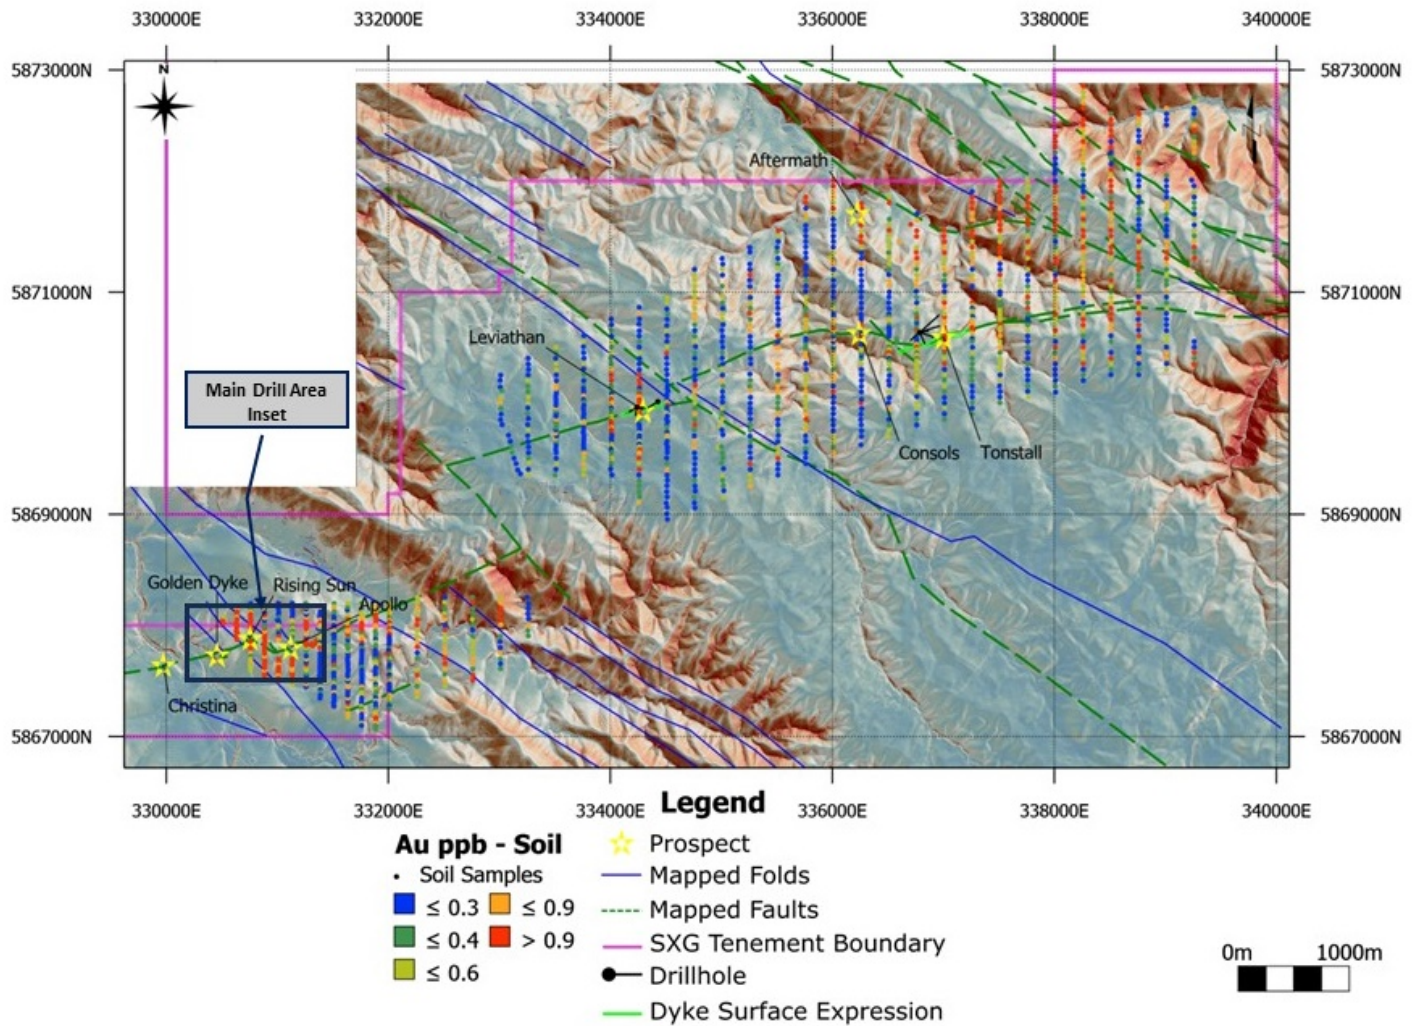 330000E 332000E 334000E 336000E 338000E 340000E
5873000N 5873000N
N
Aftermath
5871000N 5871000N
Leviathan
Main Drill Area
Inset
Consols Tonstall
5869000N 5869000N
Golden Dyke Rising Sun
Apollo
Christina
5867000N 5867000N
330000E 332000E 334000E 336000E 338000E 340000E
Legend
Au ppb - Soil
Soil Samples
≤ 0.3 ≤ 0.9
≤ 0.4 > 0.9
≤ 0.6
Prospect
Mapped Folds
Mapped Faults
SXG Tenement Boundary
Drillhole
Dyke Surface Expression
0m 1000m